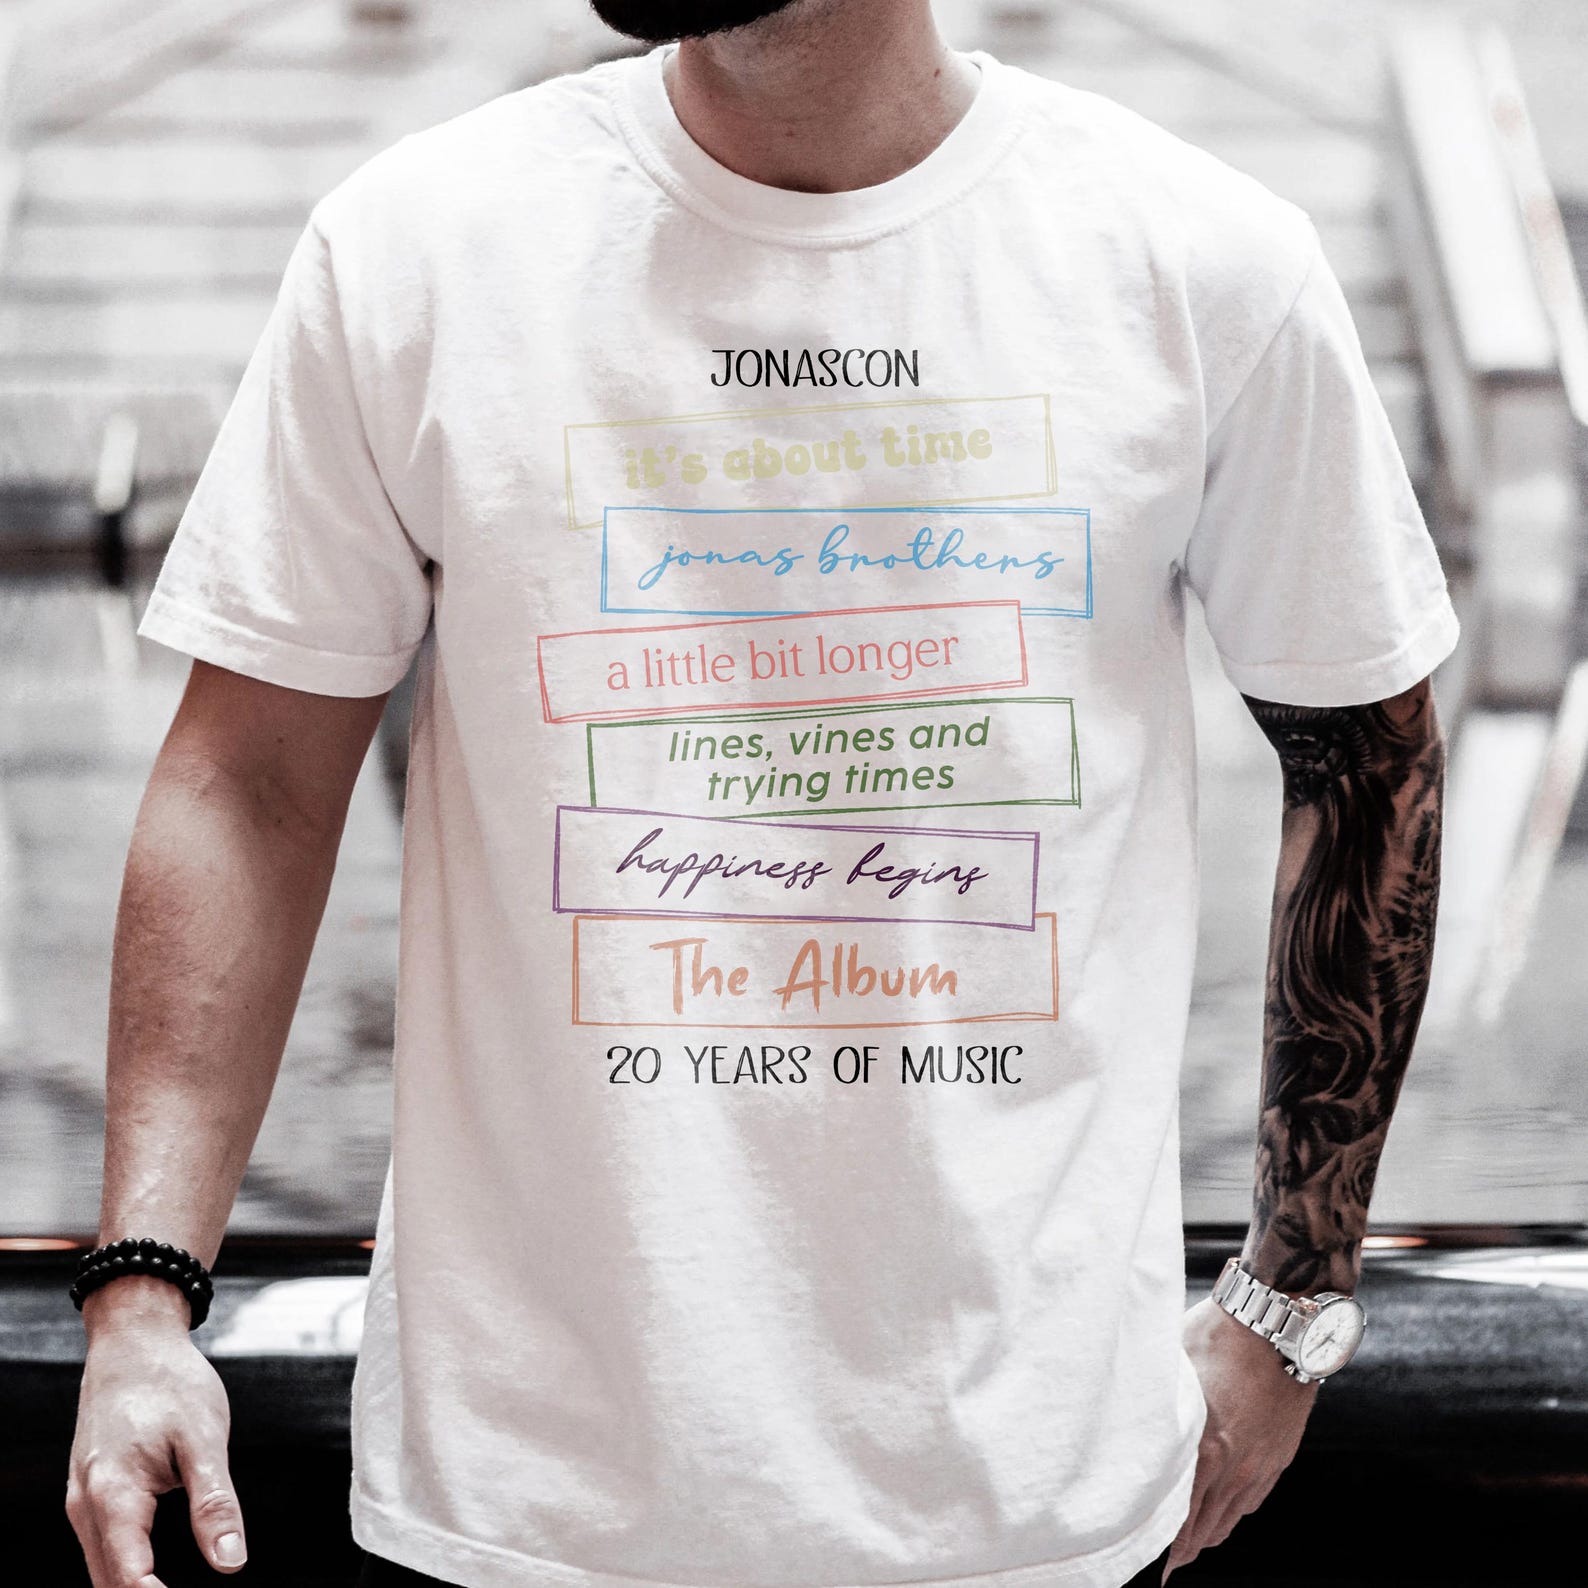 JONASCON
it's about time
jonas brothers
a little bit longer
lines, vines and
trying times
happiness begins
The Album
20 YEARS OF MUSIC